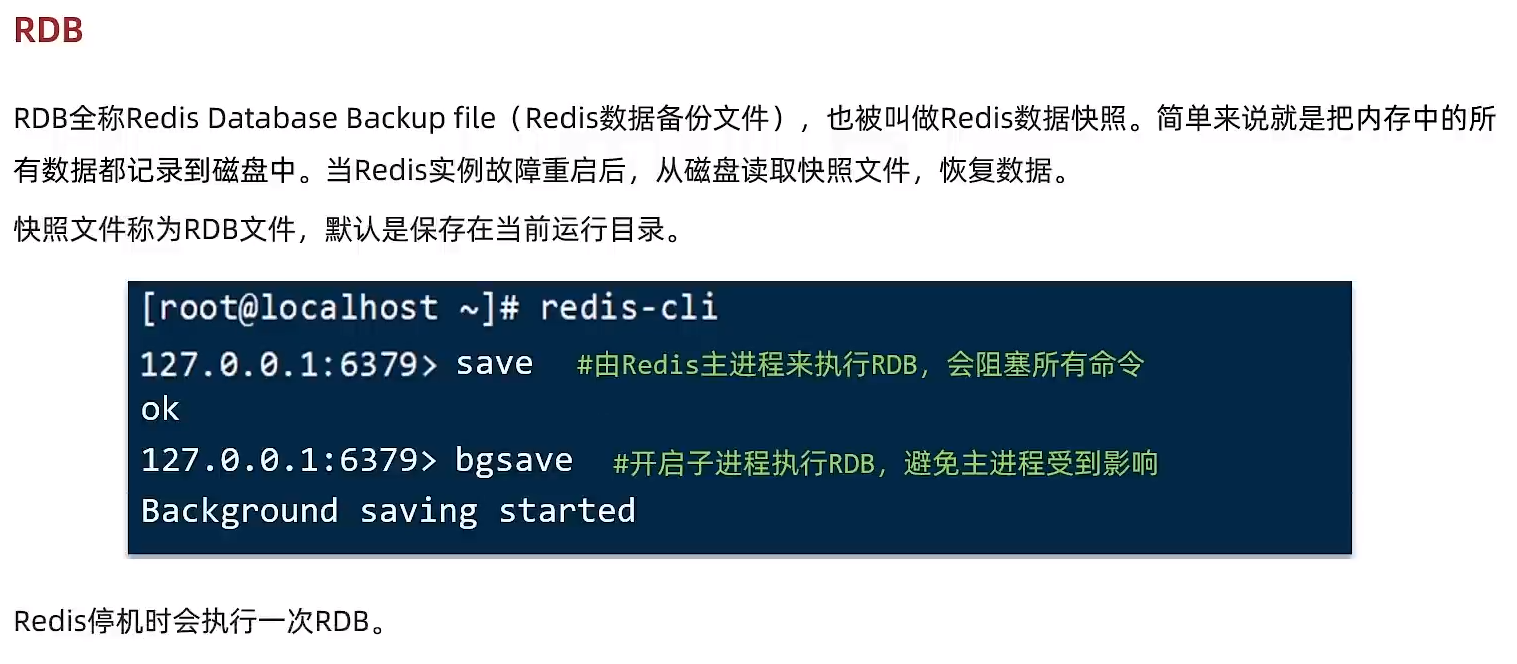 RDB
RDB全称Redis Database Backup file（Redis数据备份文件），也被叫做Redis数据快照。简单来说就是把内存中的所
有数据都记录到磁盘中。当Redis实例故障重启后，从磁盘读取快照文件，恢复数据。
快照文件称为RDB文件，默认是保存在当前运行目录。
[root@localhost ~]# redis-cli
127.0.0.1:6379> save #由Redis主进程来执行RDB，会阻塞所有命令
ok
127.0.0.1:6379> bgsave #开启子进程执行RDB，避免主进程受到影响
Background saving started
Redis停机时会执行一次RDB。